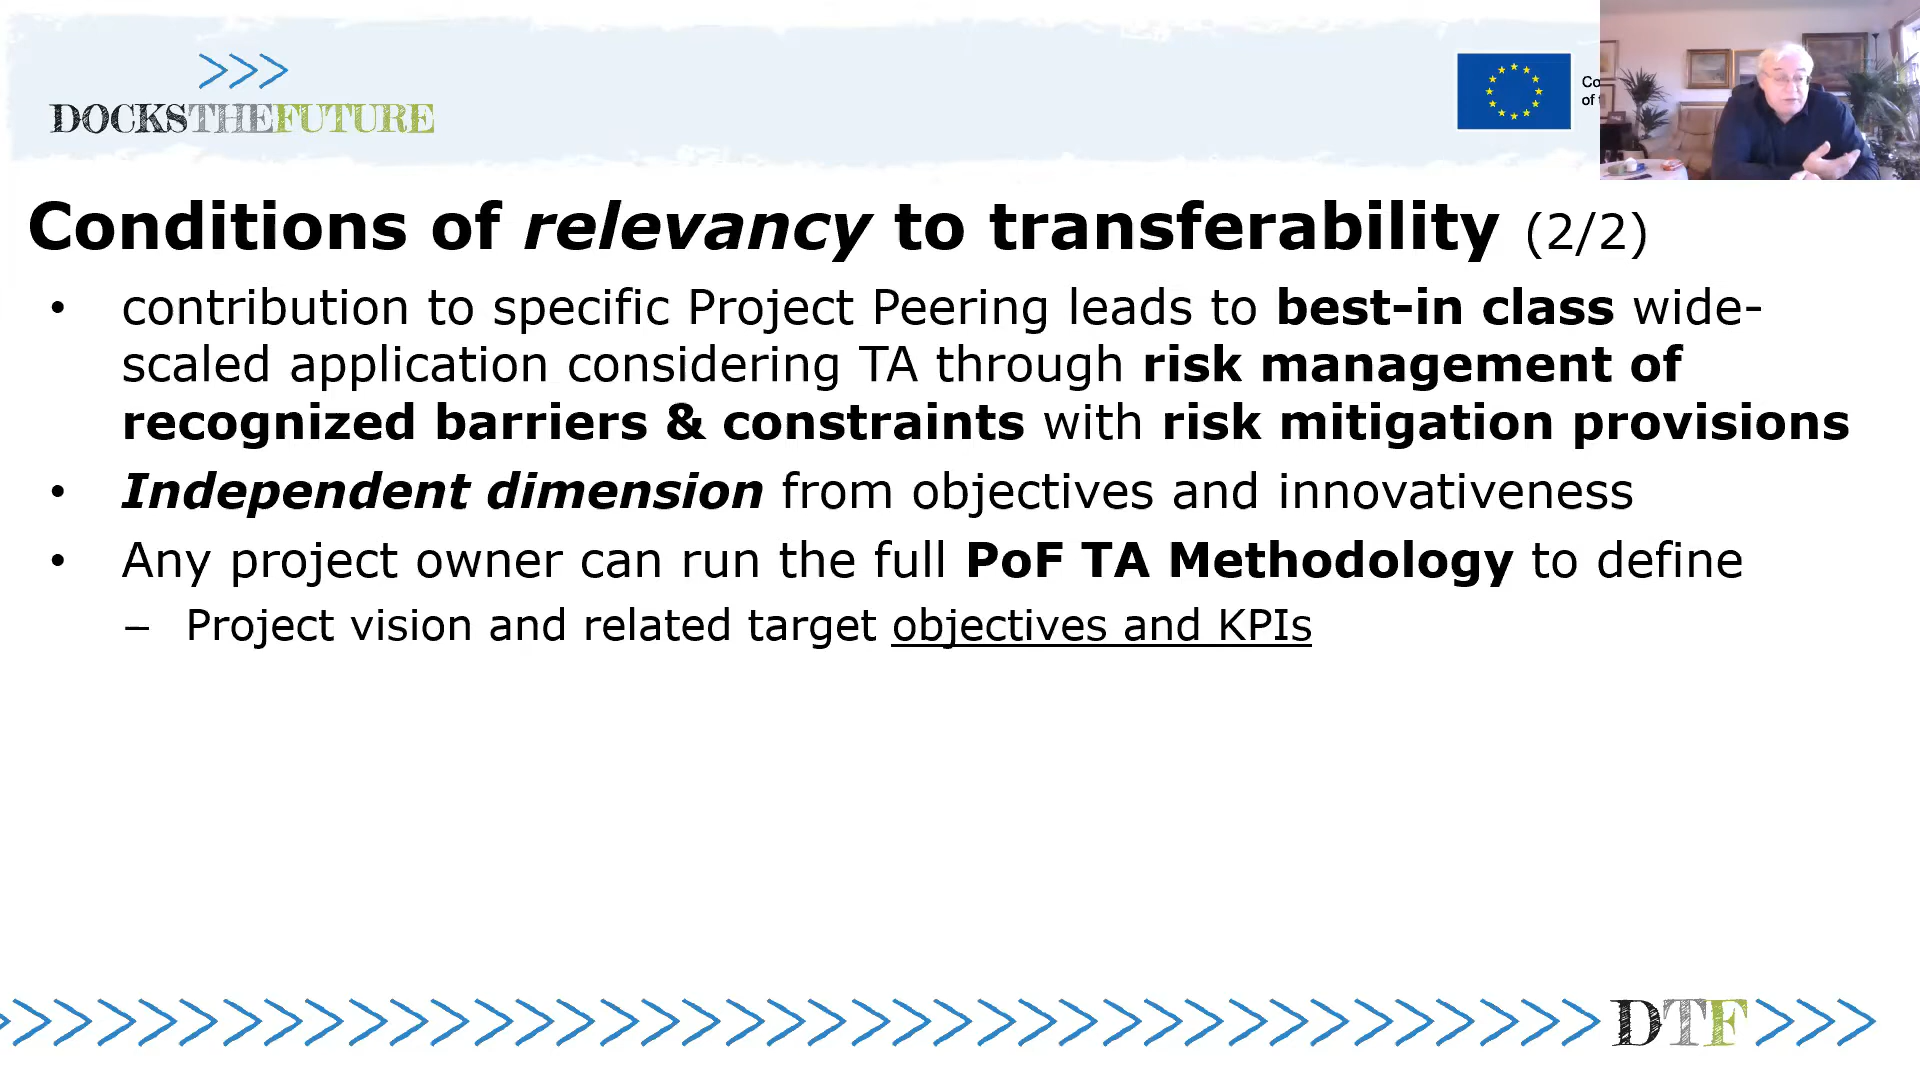 DOCKSTHEFUTURE
Co
of
Conditions of relevancy to transferability (2/2)
• contribution to specific Project Peering leads to best-in class wide-
scaled application considering TA through risk management of
recognized barriers & constraints with risk mitigation provisions
• Independent dimension from objectives and innovativeness
• Any project owner can run the full PoF TA Methodology to define
– Project vision and related target objectives and KPIs
DTF